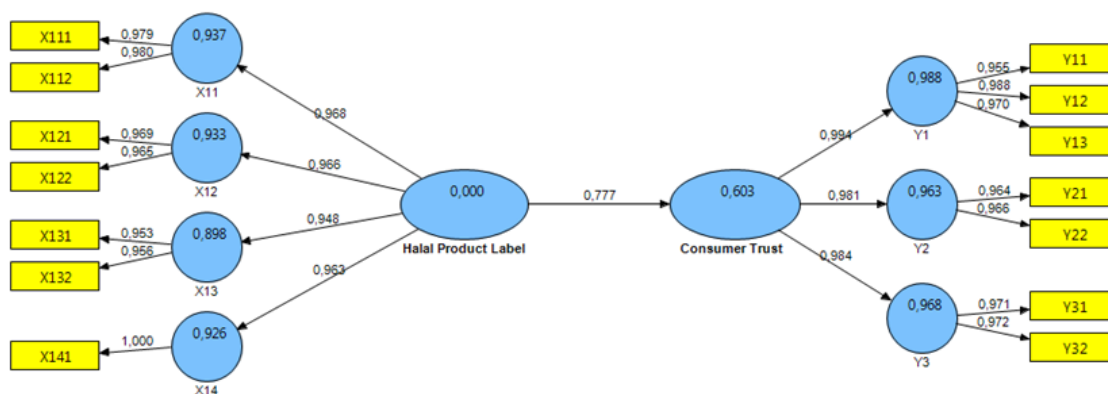 X111
0,979
0,937
X112
0,980
X11
X121
0,969
0,933
X122
0,965
X12
X131
0,953
0,898
X132
0,956
X13
X141
1,000
0,926
X14
0,968
0,966
0,948
0,963
0,000
Halal Product Label
0,777
0,603
Consumer Trust
0,994
0,981
0,984
0,988
Y1
0,955
Y11
0,988
Y12
0,970
Y13
0,963
Y2
0,964
Y21
0,966
Y22
0,968
Y3
0,971
Y31
0,972
Y32